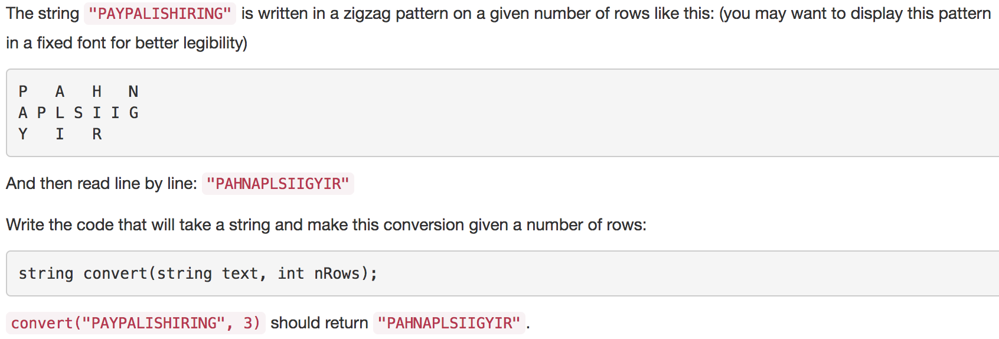 The string "PAYPALISHIRING" is written in a zigzag pattern on a given number of rows like this: (you may want to display this pattern
in a fixed font for better legibility)
P   A   H   N
A P L S I I G
Y   I   R
And then read line by line: "PAHNAPLSIIGYIR"
Write the code that will take a string and make this conversion given a number of rows:
string convert(string text, int nRows);
convert("PAYPALISHIRING", 3) should return "PAHNAPLSIIGYIR".